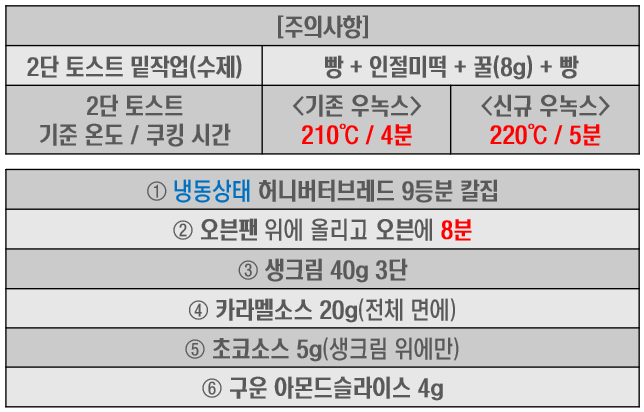 [주의사항]
2단 토스트 밑작업(수제)
빵 + 인절미떡 + 꿀(8g) + 빵
2단 토스트
기준 온도 / 쿠킹 시간
<기존 우녹스>
210℃ / 4분
<신규 우녹스>
220℃ / 5분
① 냉동상태 허니버터브레드 9등분 칼집
② 오븐팬 위에 올리고 오븐에 8분
③ 생크림 40g 3단
④ 카라멜소스 20g(전체 면에)
⑤ 초코소스 5g(생크림 위에만)
⑥ 구운 아몬드슬라이스 4g